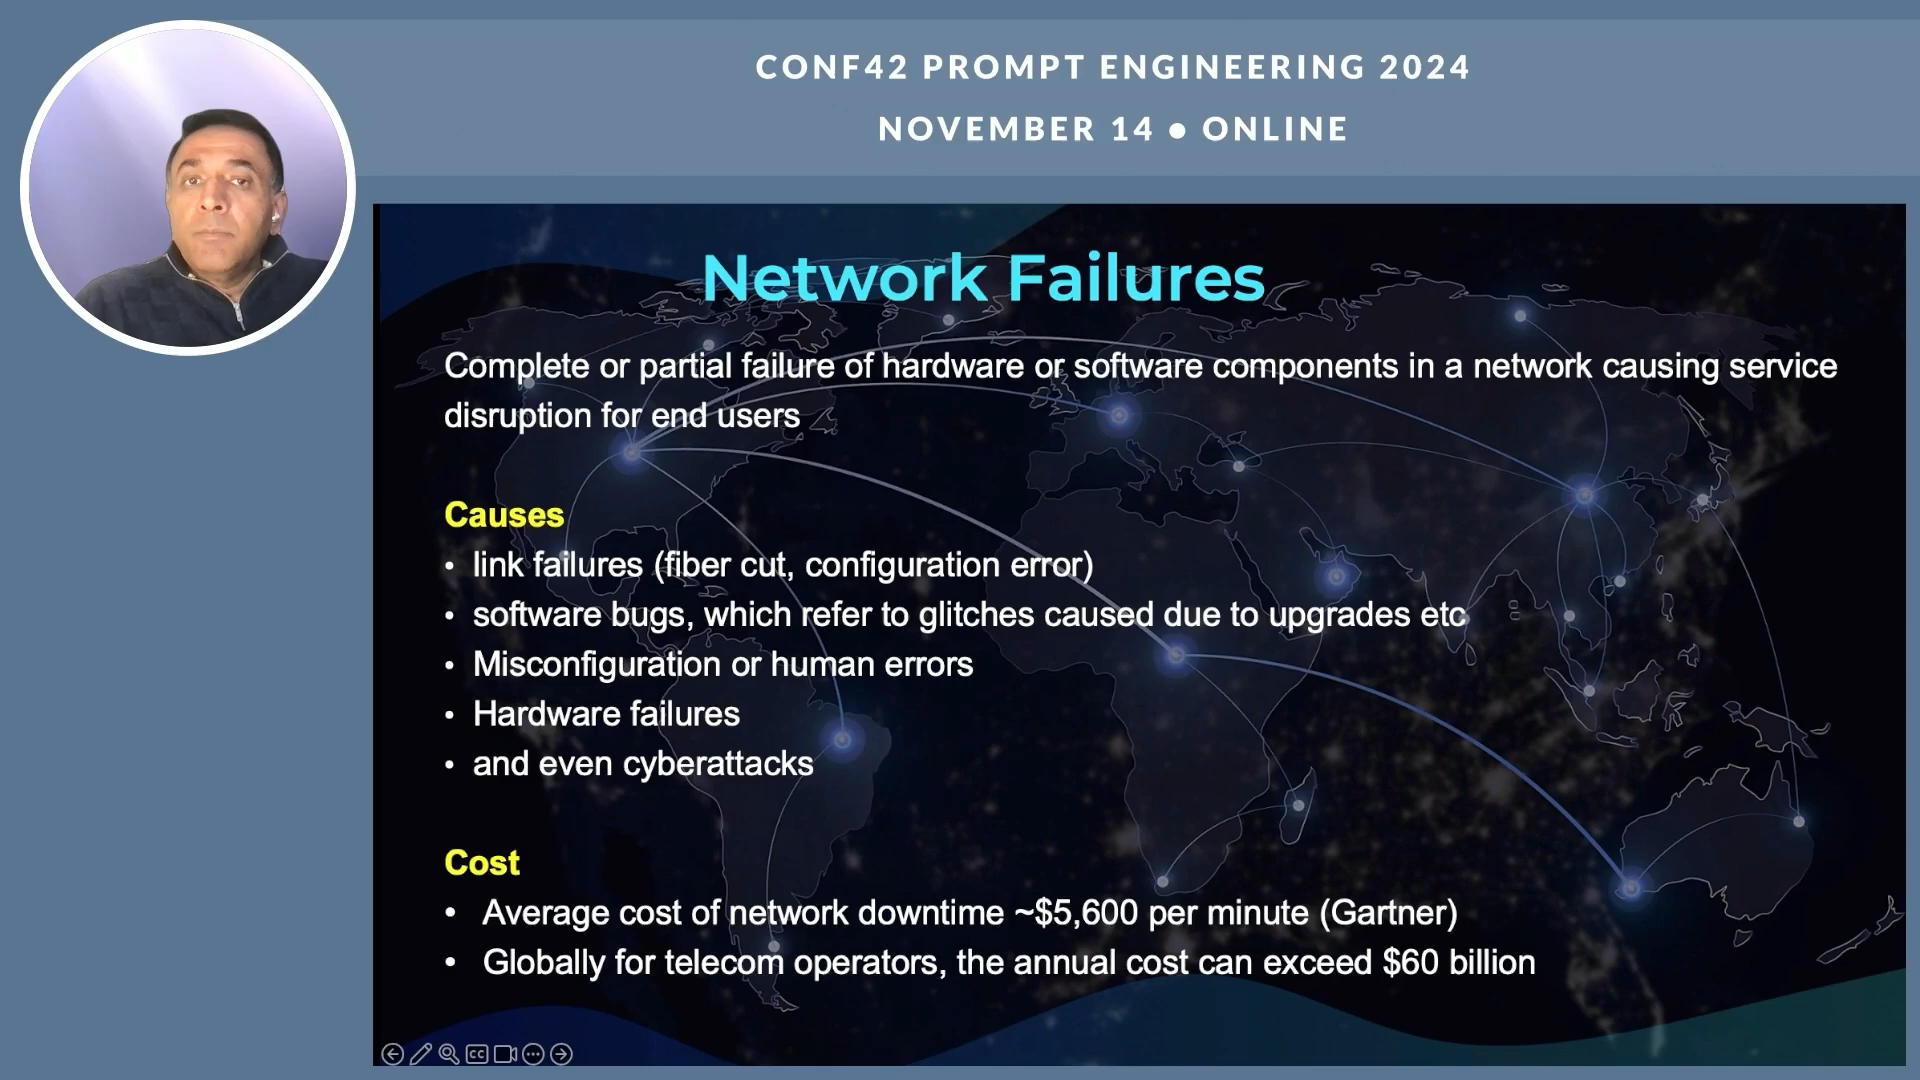 CONF42 PROMPT ENGINEERING 2024
NOVEMBER 14 ● ONLINE
Network Failures
Complete or partial failure of hardware or software components in a network causing service
disruption for end users
Causes
• link failures (fiber cut, configuration error)
• software bugs, which refer to glitches caused due to upgrades etc
• Misconfiguration or human errors
• Hardware failures
• and even cyberattacks
Cost
• Average cost of network downtime ~$5,600 per minute (Gartner)
• Globally for telecom operators, the annual cost can exceed $60 billion
CC